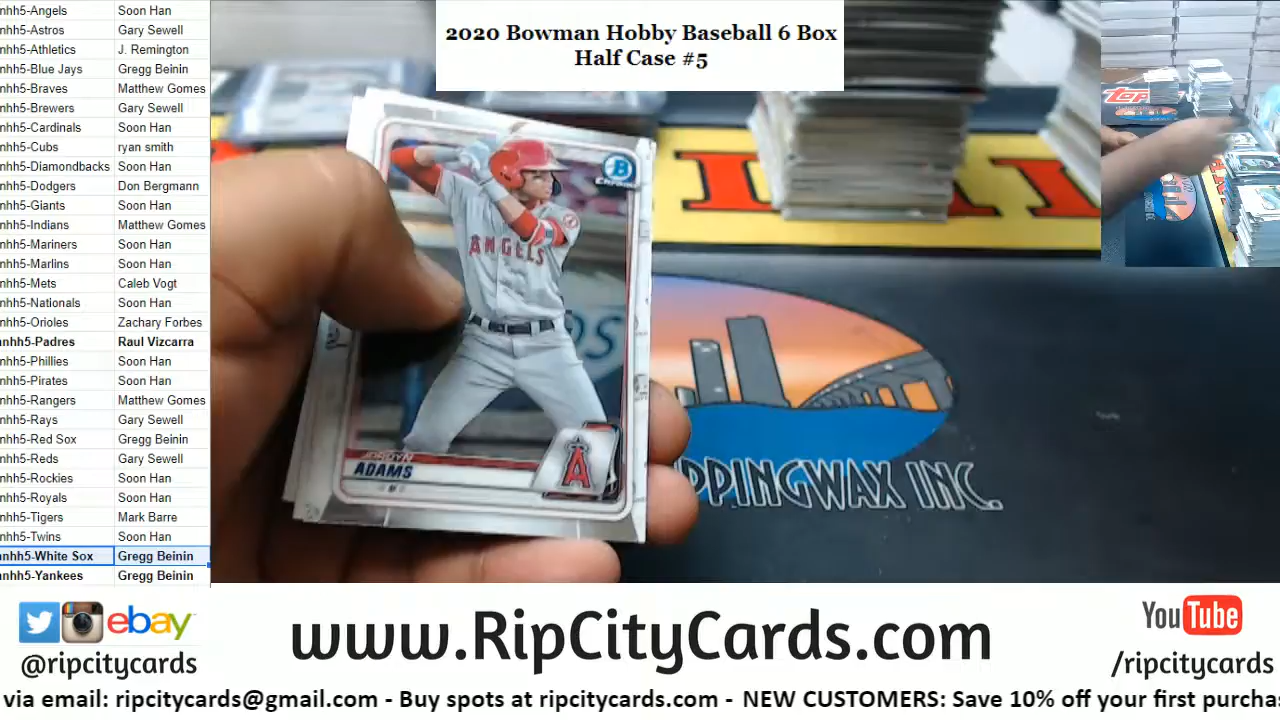 nhh5-Angels Soon Han
nhh5-Astros Gary Sewell
nhh5-Athletics J. Remington
nhh5-Blue Jays Gregg Beinin
nhh5-Braves Matthew Gomes
nhh5-Brewers Gary Sewell
nhh5-Cardinals Soon Han
nhh5-Cubs ryan smith
nhh5-Diamondbacks Soon Han
nhh5-Dodgers Don Bergmann
nhh5-Giants Soon Han
nhh5-Indians Matthew Gomes
nhh5-Mariners Soon Han
nhh5-Marlins Soon Han
nhh5-Mets Caleb Vogt
nhh5-Nationals Soon Han
nhh5-Orioles Zachary Forbes
nhh5-Padres Raul Vizcarra
nhh5-Phillies Soon Han
nhh5-Pirates Soon Han
nhh5-Rangers Matthew Gomes
nhh5-Rays Gary Sewell
nhh5-Red Sox Gregg Beinin
nhh5-Reds Gary Sewell
nhh5-Rockies Soon Han
nhh5-Royals Soon Han
nhh5-Tigers Mark Barre
nhh5-Twins Soon Han
nhh5-White Sox Gregg Beinin
nhh5-Yankees Gregg Beinin
2020 Bowman Hobby Baseball 6 Box
Half Case #5
B
CHROME
ANGELS
JORDYN
ADAMS
A
PPINGWAX INC.
ebay
@ripcitycards
www.RipCityCards.com
YouTube
/ripcitycards
via email: ripcitycards@gmail.com - Buy spots at ripcitycards.com - NEW CUSTOMERS: Save 10% off your first purcha